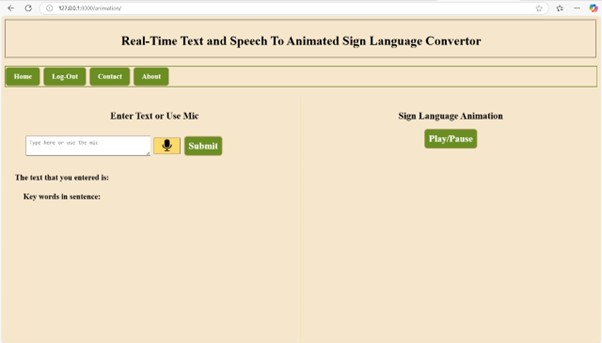 127.0.0.1:8000/animation/
Real-Time Text and Speech To Animated Sign Language Convertor
Home Log-Out Contact About
Enter Text or Use Mic
Type here or use the mic
Submit
The text that you entered is:
Key words in sentence:
Sign Language Animation
Play/Pause